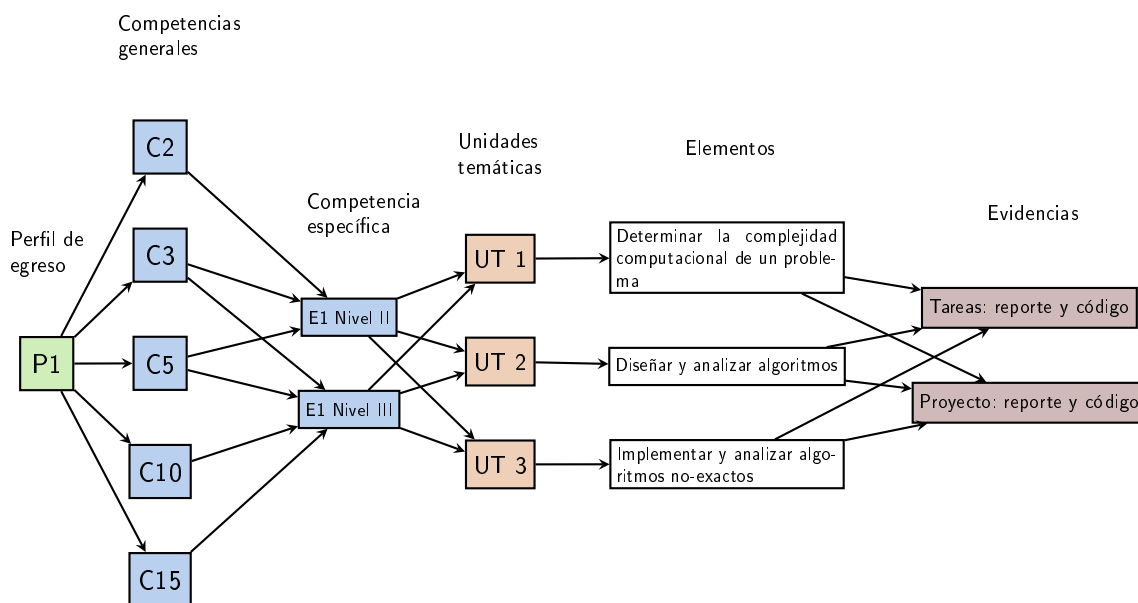 Competencias
generales
C2
Unidades
temáticas
Elementos
Competencia
específica
Evidencias
Perfil de
egreso
C3
UT 1
Determinar la complejidad
computacional de un proble-
ma
E1 Nivel II
Tareas: reporte y código
P1
C5
UT 2
Diseñar y analizar algoritmos
E1 Nivel III
Proyecto: reporte y código
C10
UT 3
Implementar y analizar algo-
ritmos no-exactos
C15